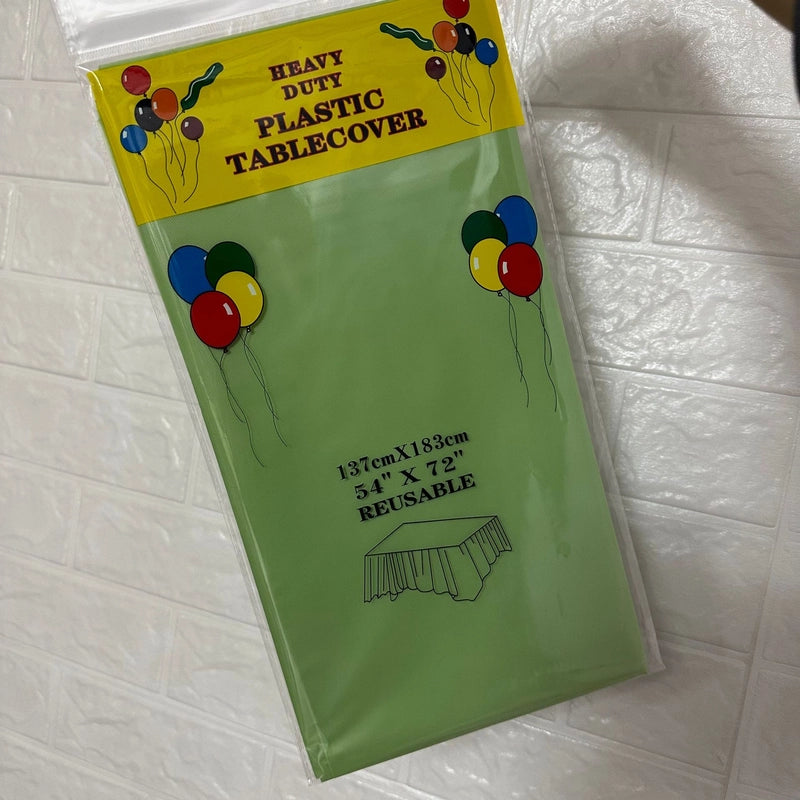 HEAVY
DUTY
PLASTIC
TABLECOVER
137cmX183cm
54" X 72"
REUSABLE